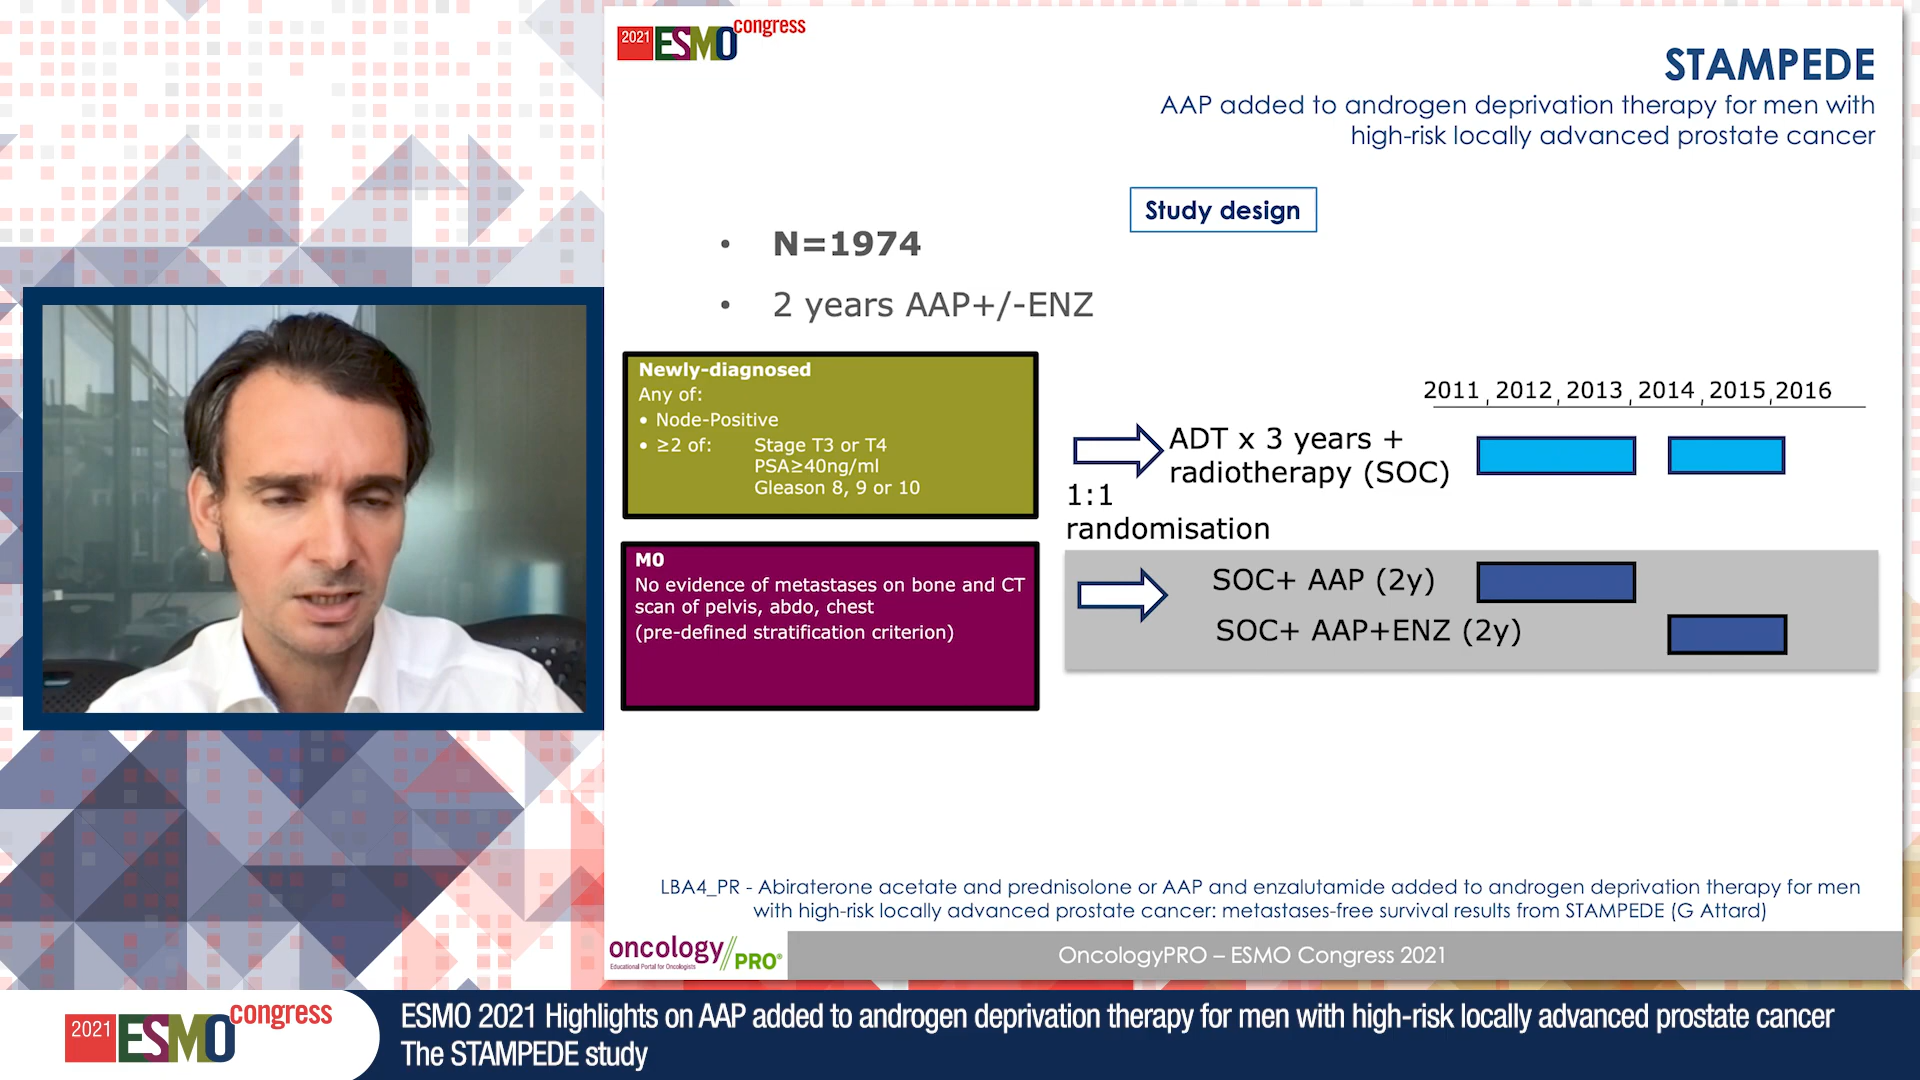 2021 ESMO congress
STAMPEDE
AAP added to androgen deprivation therapy for men with
high-risk locally advanced prostate cancer
Study design
• N=1974
• 2 years AAP+/-ENZ
Newly-diagnosed
Any of:
• Node-Positive
• ≥2 of: Stage T3 or T4
PSA≥40ng/ml
Gleason 8, 9 or 10
M0
No evidence of metastases on bone and CT
scan of pelvis, abdo, chest
(pre-defined stratification criterion)
2011 2012 2013 2014 2015 2016
ADT x 3 years +
radiotherapy (SOC)
1:1
randomisation
SOC+ AAP (2y)
SOC+ AAP+ENZ (2y)
LBA4_PR - Abiraterone acetate and prednisolone or AAP and enzalutamide added to androgen deprivation therapy for men
with high-risk locally advanced prostate cancer: metastases-free survival results from STAMPEDE (G Attard)
oncology//PRO®
Educational Portal for Oncologists
OncologyPRO – ESMO Congress 2021
2021 ESMO congress
ESMO 2021 Highlights on AAP added to androgen deprivation therapy for men with high-risk locally advanced prostate cancer
The STAMPEDE study